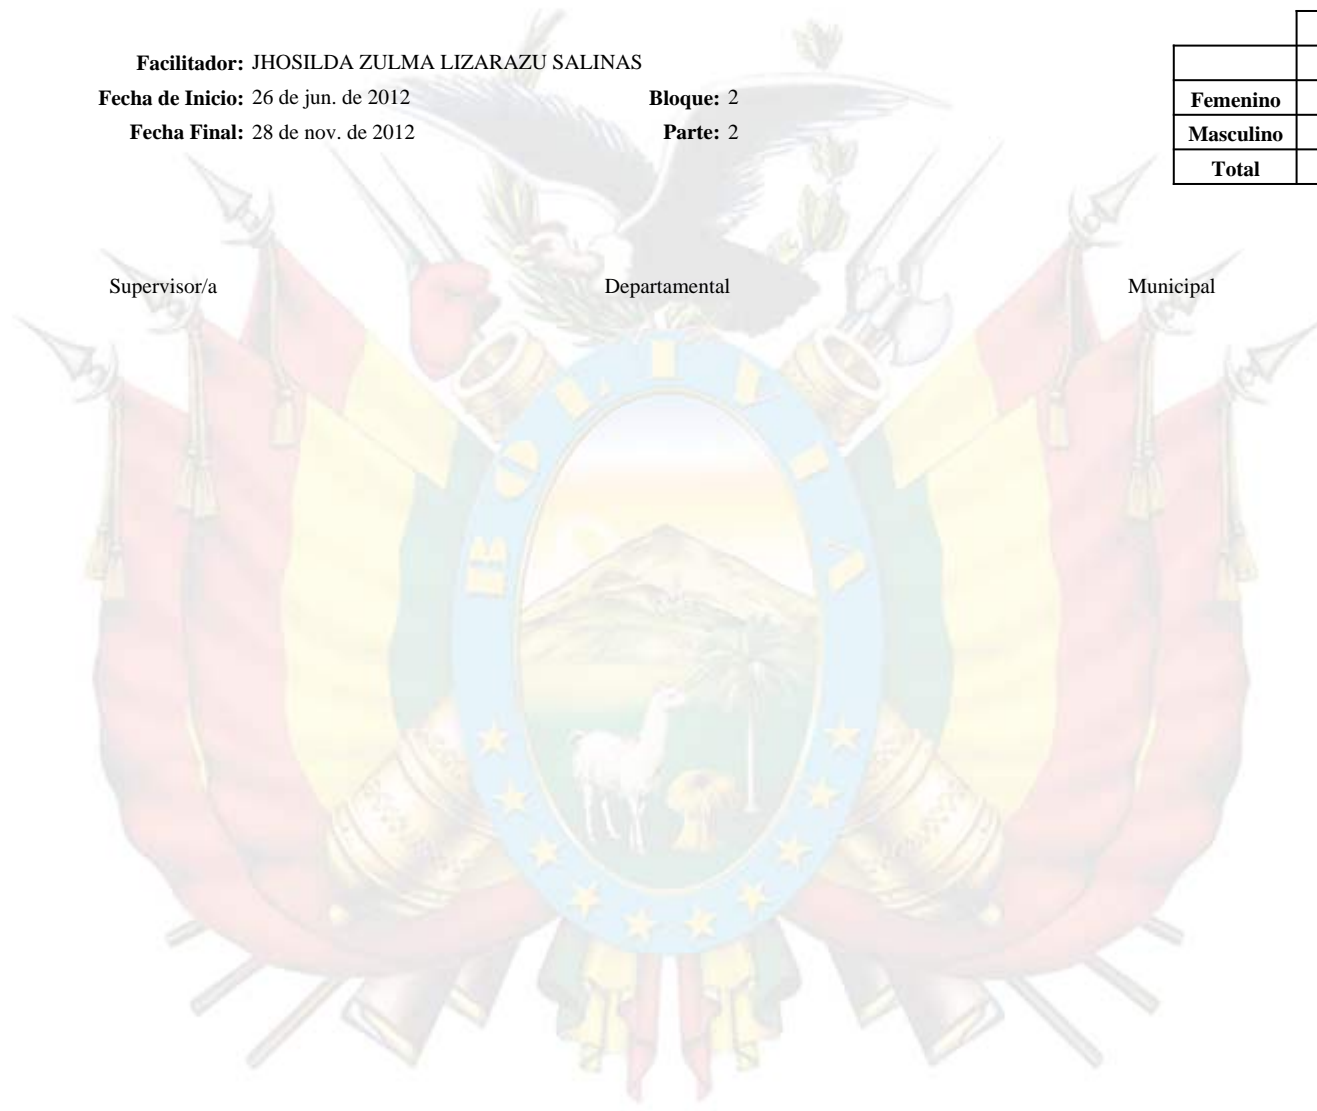 Facilitador: JHOSILDA ZULMA LIZARAZU SALINAS
Fecha de Inicio: 26 de jun. de 2012 Bloque: 2
Fecha Final: 28 de nov. de 2012 Parte: 2
Femenino
Masculino
Total
Supervisor/a Departamental Municipal
BOLIVIA